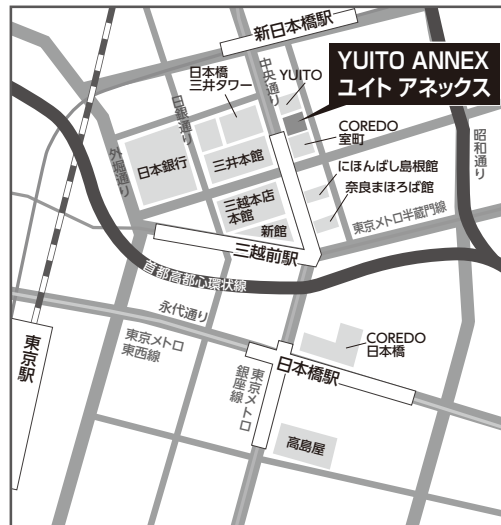 新日本橋駅
YUITO ANNEX
ユイト アネックス
日本橋
三井タワー
中央通り
YUITO
日銀通り
COREDO
室町
昭和通り
外堀通り
日本銀行
三井本館
にほんばし島根館
奈良まほろば館
三越本店
本館
新館
東京メトロ半蔵門線
三越前駅
首都高都心環状線
永代通り
東京メトロ
東西線
東京駅
COREDO
日本橋
日本橋駅
東京メトロ
銀座線
高島屋